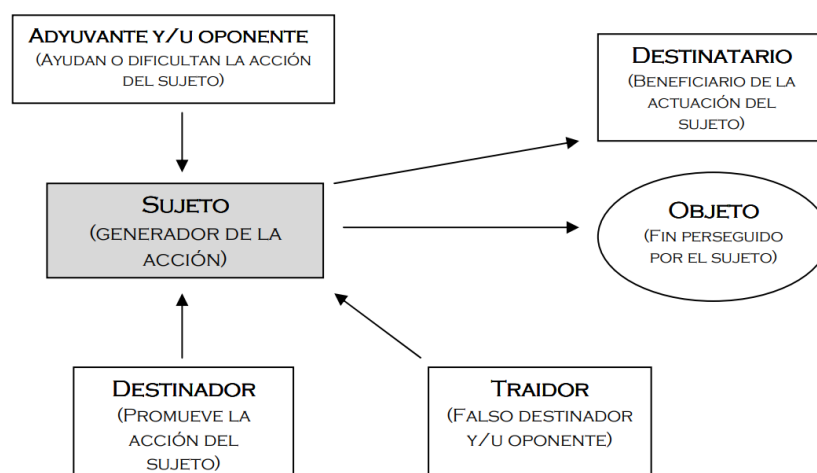 ADYUVANTE Y/U OPONENTE
(AYUDAN O DIFICULTAN LA ACCIÓN
DEL SUJETO)
DESTINATARIO
(BENEFICIARIO DE LA
ACTUACIÓN DEL
SUJETO)
SUJETO
(GENERADOR DE LA
ACCIÓN)
OBJETO
(FIN PERSEGUIDO
POR EL SUJETO)
DESTINADOR
(PROMUEVE LA
ACCIÓN DEL
SUJETO)
TRAIDOR
(FALSO DESTINADOR
Y/U OPONENTE)